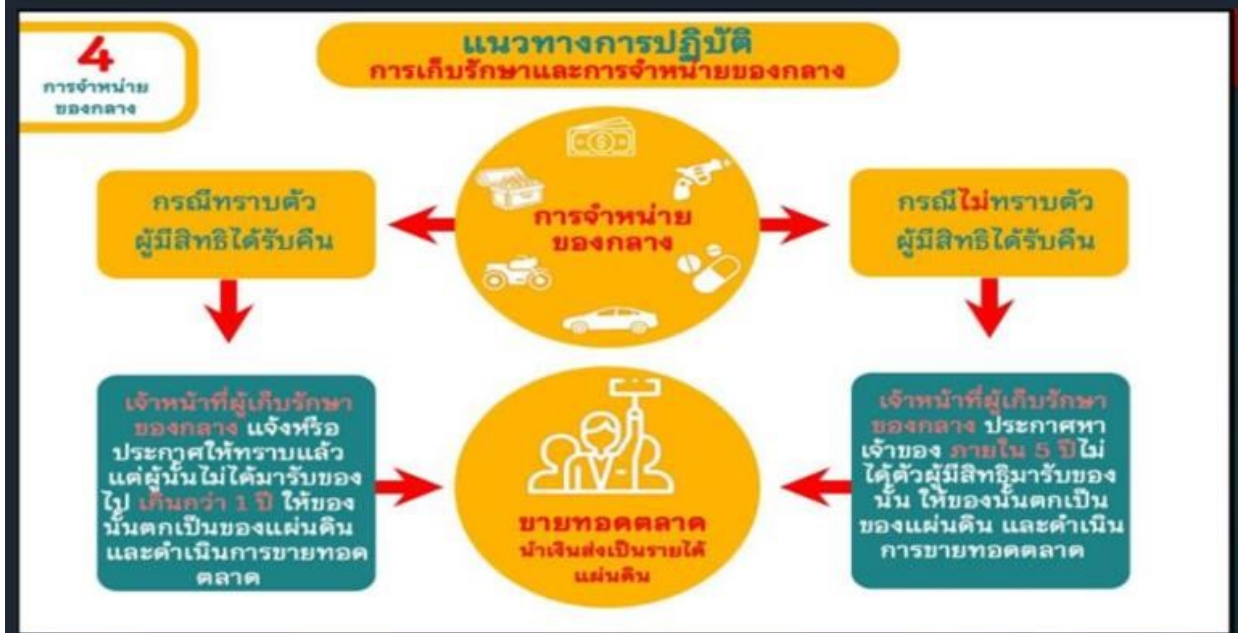 4
การจำหน่าย
ของกลาง
แนวทางการปฏิบัติ
การเก็บรักษาและการจำหน่ายของกลาง
กรณีทราบตัว
ผู้มีสิทธิได้รับคืน
การจำหน่าย
ของกลาง
กรณีไม่ทราบตัว
ผู้มีสิทธิได้รับคืน
เจ้าหน้าที่ผู้เก็บรักษา
ของกลาง แจ้งหรือ
ประกาศให้ทราบแล้ว
แต่ผู้นั้นไม่ได้มารับของ
ไป เกินกว่า 1 ปี ให้ของ
นั้นตกเป็นของแผ่นดิน
และดำเนินการขายทอด
ตลาด
ขายทอดตลาด
นำเงินส่งเป็นรายได้
แผ่นดิน
เจ้าหน้าที่ผู้เก็บรักษา
ของกลาง ประกาศหา
เจ้าของ ภายใน 5 ปีไม่
ได้ตัวผู้มีสิทธิมารับของ
นั้น ให้ของนั้นตกเป็น
ของแผ่นดิน และดำเนิน
การขายทอดตลาด